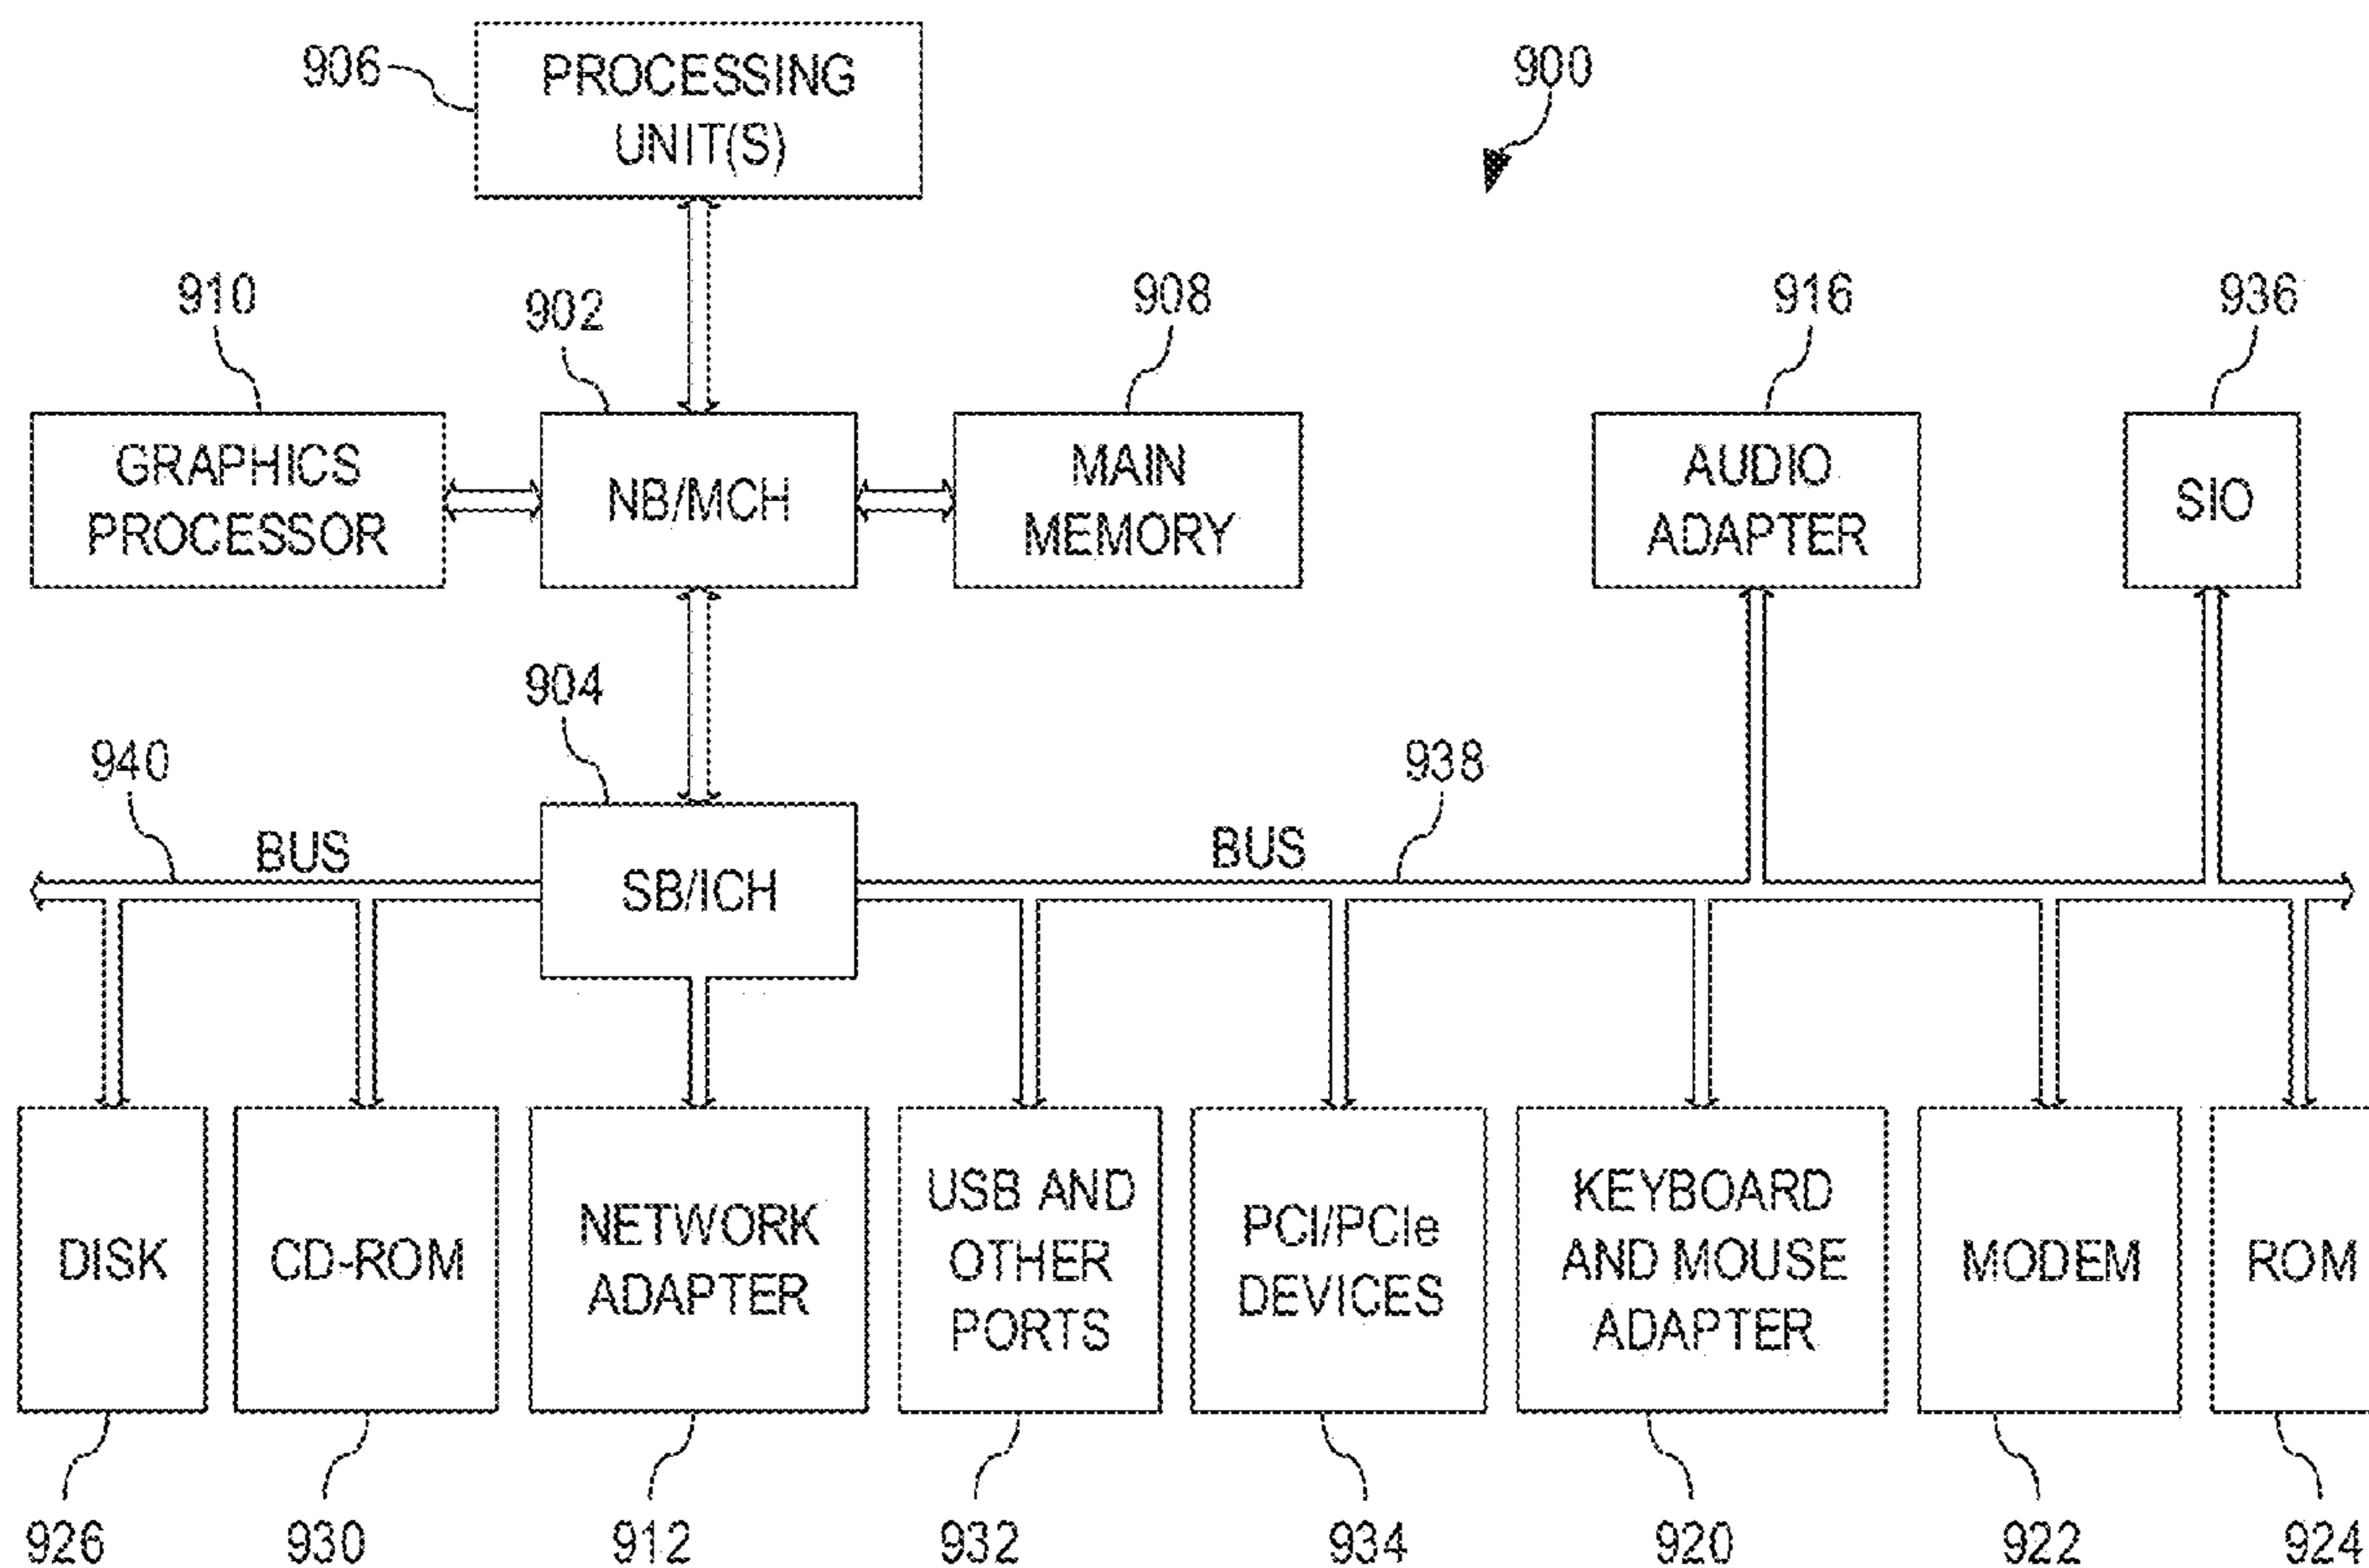 906
PROCESSING
UNIT(S)
900
910
902
908
916
936
GRAPHICS
PROCESSOR
NB/MCH
MAIN
MEMORY
AUDIO
ADAPTER
SIO
904
940
938
BUS
BUS
SB/ICH
DISK
CD-ROM
NETWORK
ADAPTER
USB AND
OTHER
PORTS
PCI/PCIe
DEVICES
KEYBOARD
AND MOUSE
ADAPTER
MODEM
ROM
926
930
912
932
934
920
922
924